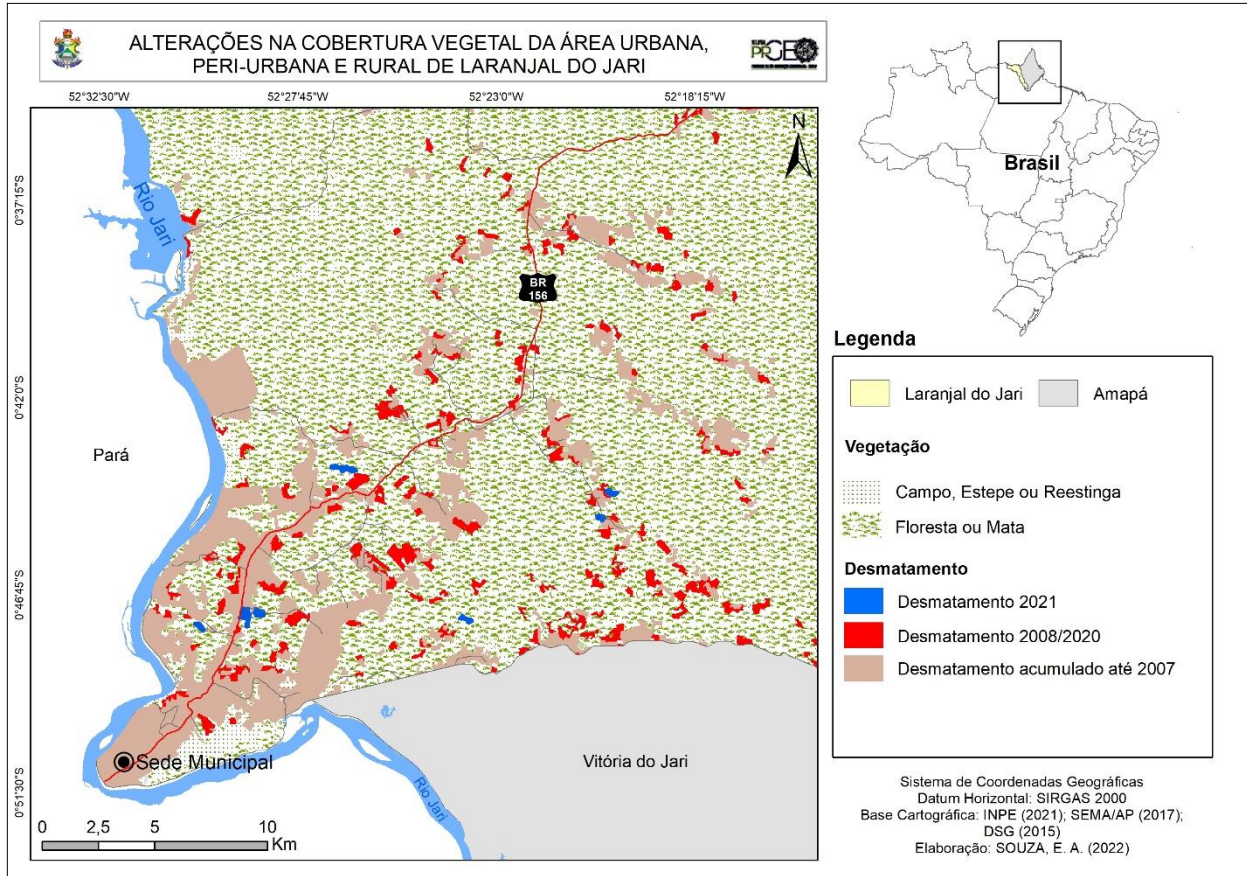 ALTERAÇÕES NA COBERTURA VEGETAL DA ÁREA URBANA,
PERI-URBANA E RURAL DE LARANJAL DO JARI
52°32'30"W
52°27'45"W
52°23'0"W
52°18'15"W
0°37'15"S
0°42'0"S
0°46'45"S
0°51'30"S
N
Rio Jari
BR
156
Pará
Sede Municipal
Vitória do Jari
Rio Jari
0
2,5
5
10
Km
Brasil
Legenda
Laranjal do Jari
Amapá
Vegetação
Campo, Estepe ou Reestinga
Floresta ou Mata
Desmatamento
Desmatamento 2021
Desmatamento 2008/2020
Desmatamento acumulado até 2007
Sistema de Coordenadas Geográficas
Datum Horizontal: SIRGAS 2000
Base Cartográfica: INPE (2021); SEMA/AP (2017);
DSG (2015)
Elaboração: SOUZA, E. A. (2022)